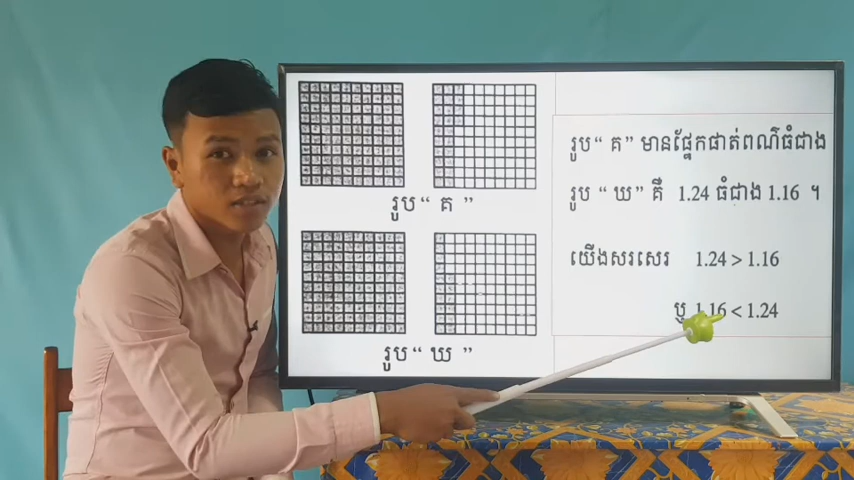 រូប“ គ” មានផ្នែកផាត់ពណ៌ធំជាង
រូប “ ឃ” គឺ 1.24 ធំជាង 1.16 ។
រូប “ គ ”
យើងសរសេរ 1.24 > 1.16
ឬ 1.16 < 1.24
រូប “ ឃ ”